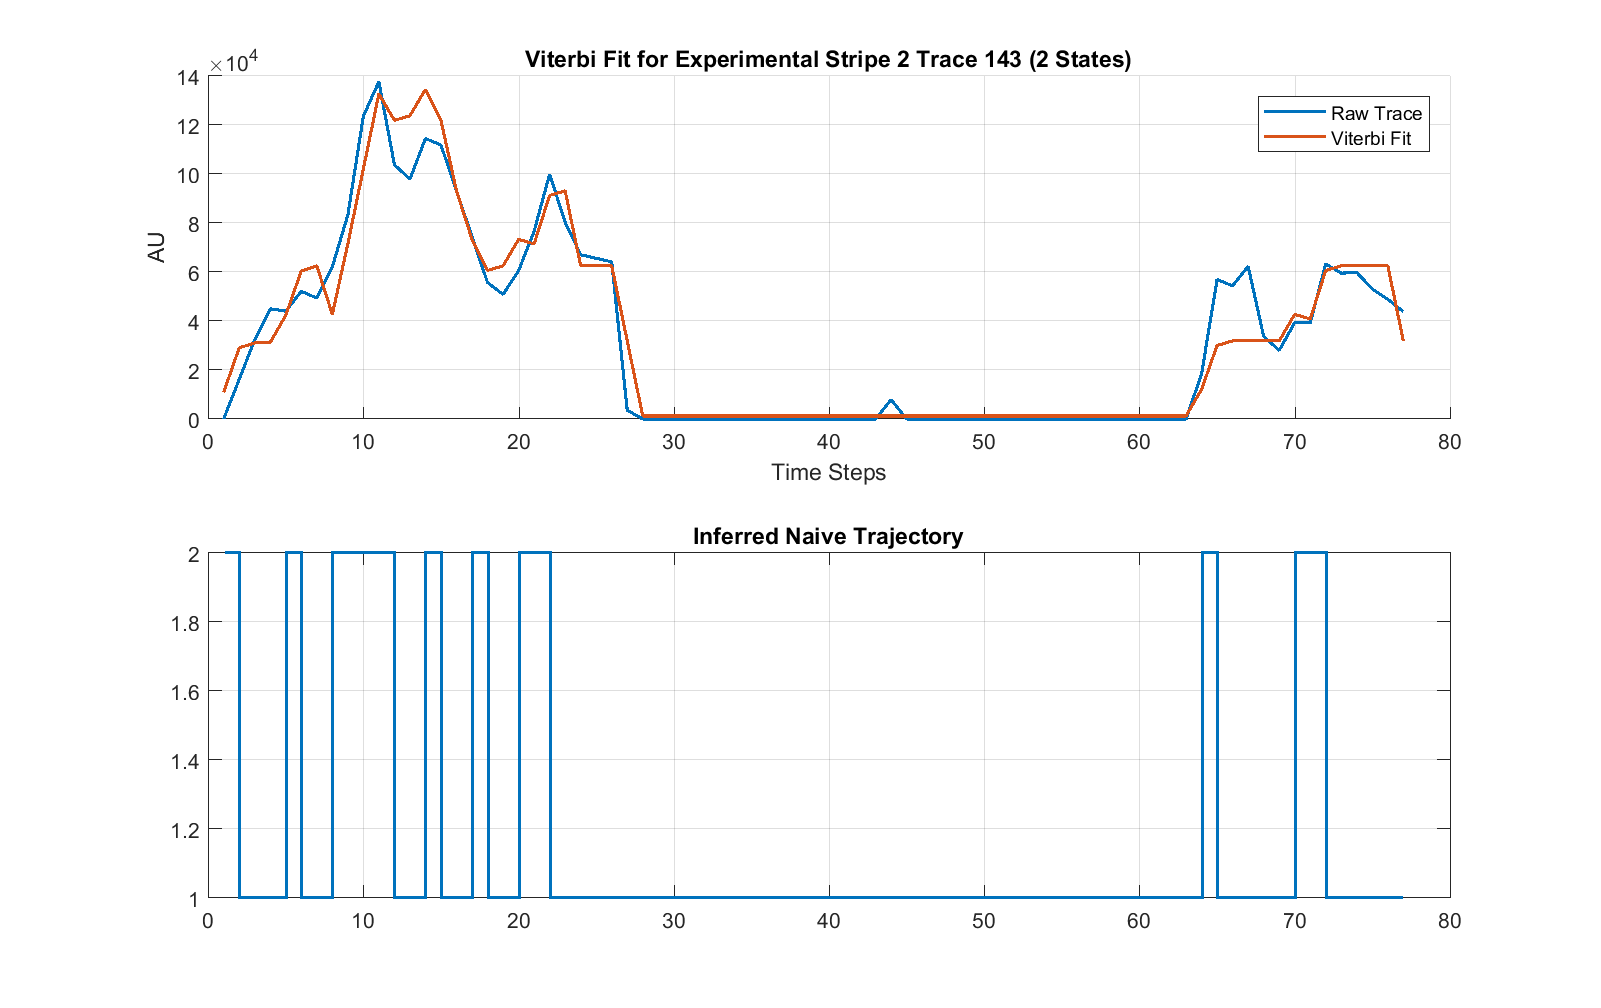 Viterbi Fit for Experimental Stripe 2 Trace 143 (2 States)
×10⁴
14
12
10
8
6
4
2
0
AU
Raw Trace
Viterbi Fit
0 10 20 30 40 50 60 70 80
Time Steps
Inferred Naive Trajectory
2
1.8
1.6
1.4
1.2
1
0 10 20 30 40 50 60 70 80